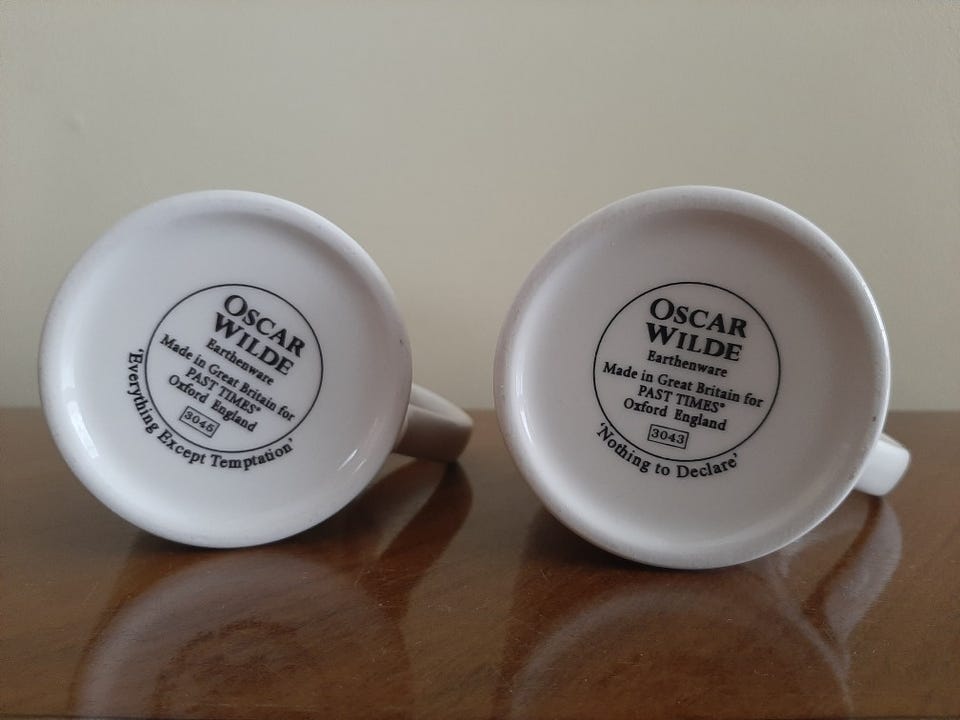 OSCAR
WILDE
Earthenware
Made in Great Britain for
PAST TIMES®
Oxford England
3045
'Everything Except Temptation'
OSCAR
WILDE
Earthenware
Made in Great Britain for
PAST TIMES®
Oxford England
3043
'Nothing to Declare'